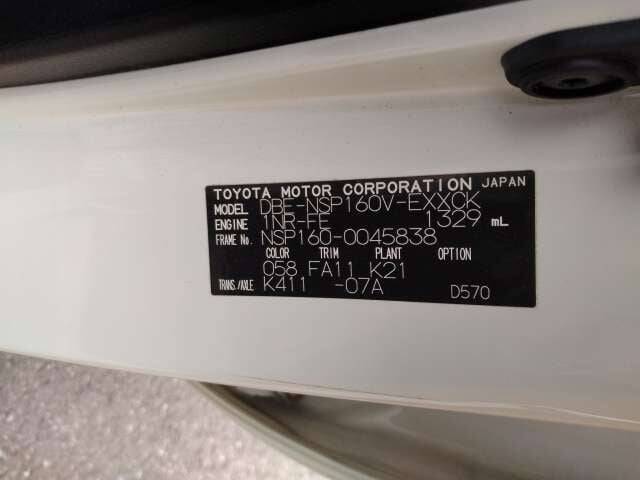 TOYOTA MOTOR CORPORATION JAPAN
MODEL DBE-NSP160V-EXXCK
ENGINE 1NR-FE 1329 mL
FRAME No. NSP160-0045838
COLOR TRIM PLANT OPTION
058 FA11 K21
TRANS./AXLE K411 -07A D570